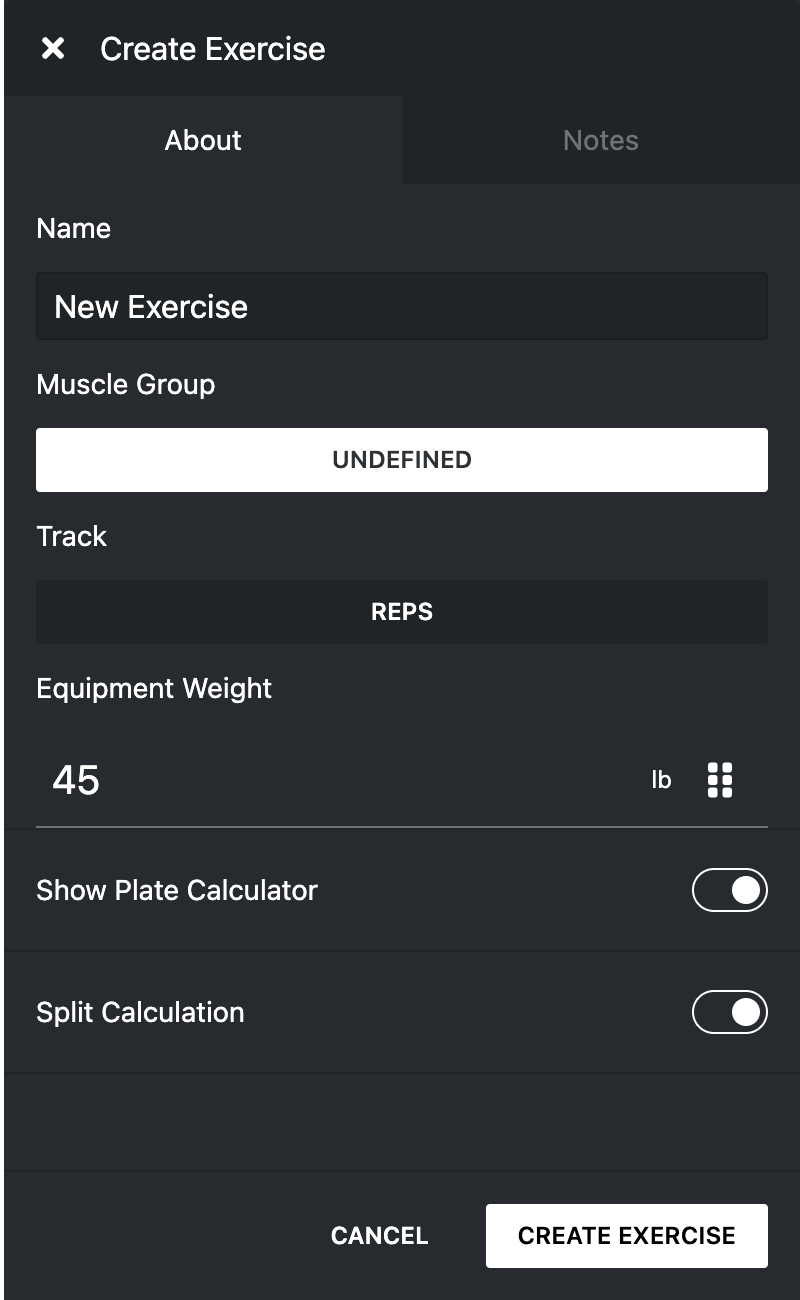 Create Exercise
About
Notes
Name
New Exercise
Muscle Group
UNDEFINED
Track
REPS
Equipment Weight
45 lb
Show Plate Calculator
Split Calculation
CANCEL
CREATE EXERCISE